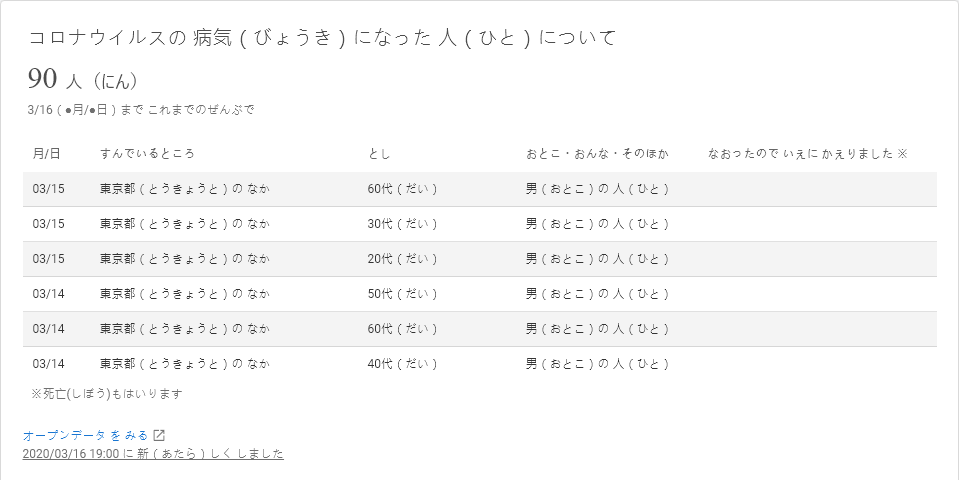 コロナウイルスの 病気 ( びょうき ) になった 人 ( ひと ) について
90 人 （にん）
3/16 ( ●月/●日 ) まで これまでのぜんぶで
月/日 すんでいるところ とし おとこ・おんな・そのほか なおったので いえに かえりました ※
03/15 東京都 ( とうきょうと ) の なか 60代 ( だい ) 男 ( おとこ ) の 人 ( ひと )
03/15 東京都 ( とうきょうと ) の なか 30代 ( だい ) 男 ( おとこ ) の 人 ( ひと )
03/15 東京都 ( とうきょうと ) の なか 20代 ( だい ) 男 ( おとこ ) の 人 ( ひと )
03/14 東京都 ( とうきょうと ) の なか 50代 ( だい ) 男 ( おとこ ) の 人 ( ひと )
03/14 東京都 ( とうきょうと ) の なか 60代 ( だい ) 男 ( おとこ ) の 人 ( ひと )
03/14 東京都 ( とうきょうと ) の なか 40代 ( だい ) 男 ( おとこ ) の 人 ( ひと )
※死亡(しぼう)もはいります
オープンデータ を みる
2020/03/16 19:00 に 新 ( あたら ) しく しました